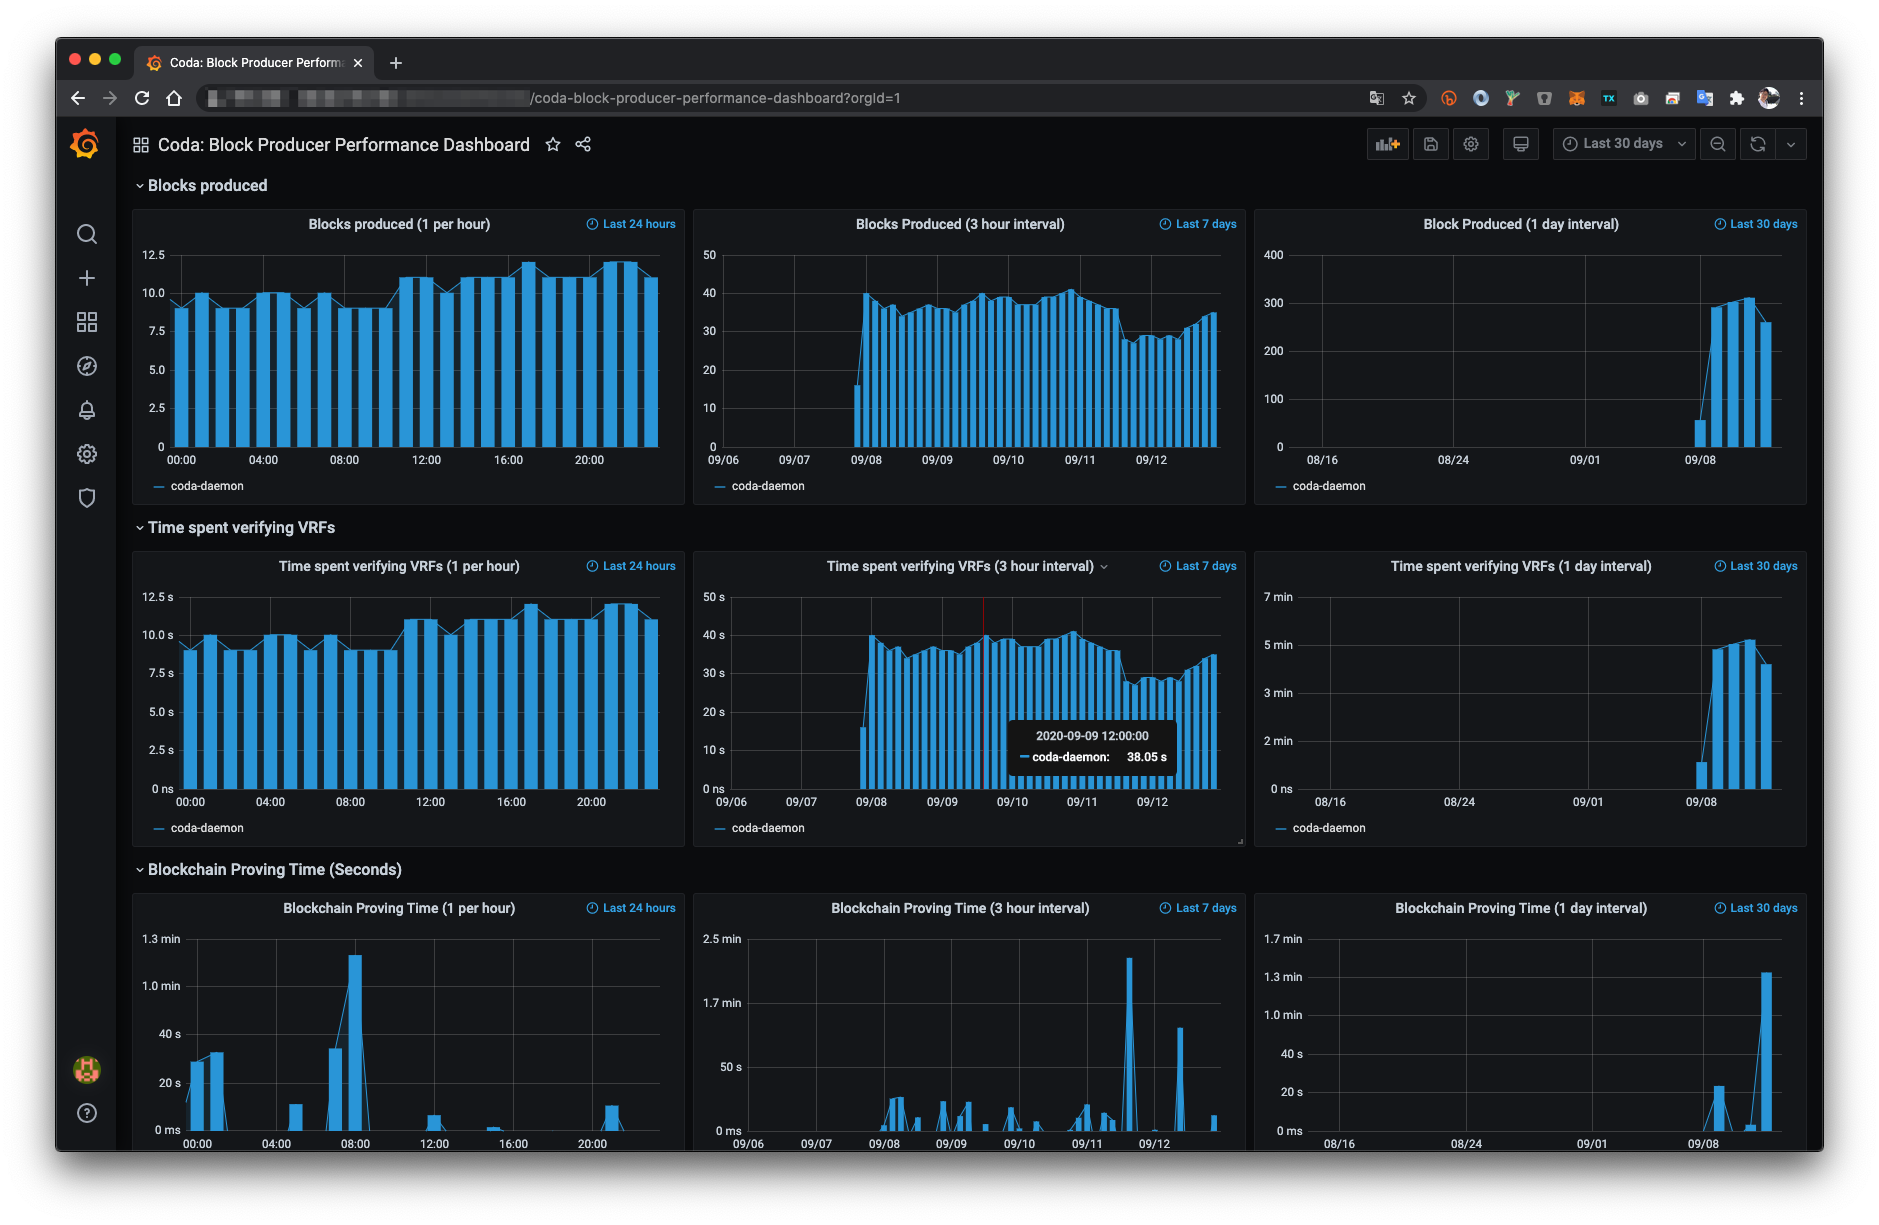 Coda: Block Producer Perform
/coda-block-producer-performance-dashboard?orgId=1
TX
Coda: Block Producer Performance Dashboard
Last 30 days
Blocks produced
Blocks produced (1 per hour)
Last 24 hours
12.5
10.0
7.5
5.0
2.5
0
00:00 04:00 08:00 12:00 16:00 20:00
coda-daemon
Blocks Produced (3 hour interval)
Last 7 days
50
40
30
20
10
0
09/06 09/07 09/08 09/09 09/10 09/11 09/12
coda-daemon
Block Produced (1 day interval)
Last 30 days
400
300
200
100
0
08/16 08/24 09/01 09/08
coda-daemon
Time spent verifying VRFs
Time spent verifying VRFs (1 per hour)
Last 24 hours
12.5 s
10.0 s
7.5 s
5.0 s
2.5 s
0 ns
00:00 04:00 08:00 12:00 16:00 20:00
coda-daemon
Time spent verifying VRFs (3 hour interval)
Last 7 days
50 s
40 s
30 s
20 s
10 s
0 ns
2020-09-09 12:00:00
coda-daemon: 38.05 s
09/06 09/07 09/08 09/09 09/10 09/11 09/12
coda-daemon
Time spent verifying VRFs (1 day interval)
Last 30 days
7 min
5 min
3 min
2 min
0 ns
08/16 08/24 09/01 09/08
coda-daemon
Blockchain Proving Time (Seconds)
Blockchain Proving Time (1 per hour)
Last 24 hours
1.3 min
1.0 min
40 s
20 s
0 ms
00:00 04:00 08:00 12:00 16:00 20:00
Blockchain Proving Time (3 hour interval)
Last 7 days
2.5 min
1.7 min
50 s
0 ms
09/06 09/07 09/08 09/09 09/10 09/11 09/12
Blockchain Proving Time (1 day interval)
Last 30 days
1.7 min
1.3 min
1.0 min
40 s
20 s
0 ms
08/16 08/24 09/01 09/08